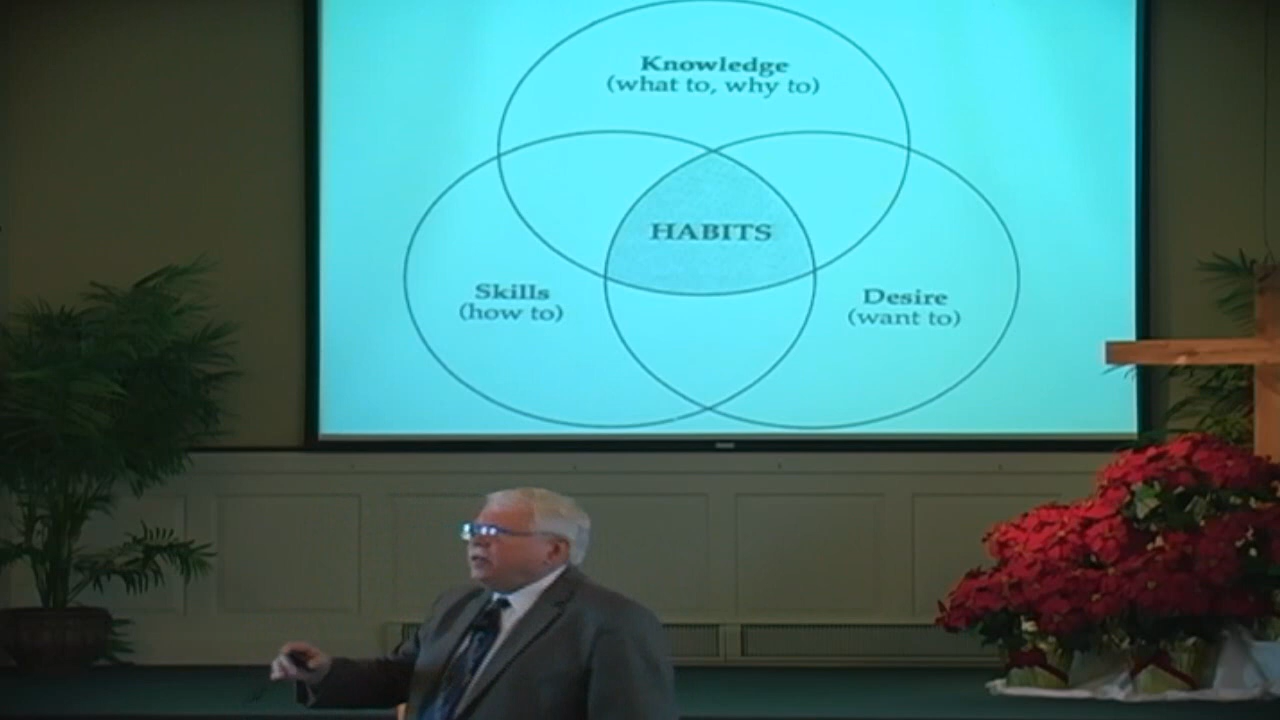 Knowledge
(what to, why to)
HABITS
Skills
(how to)
Desire
(want to)